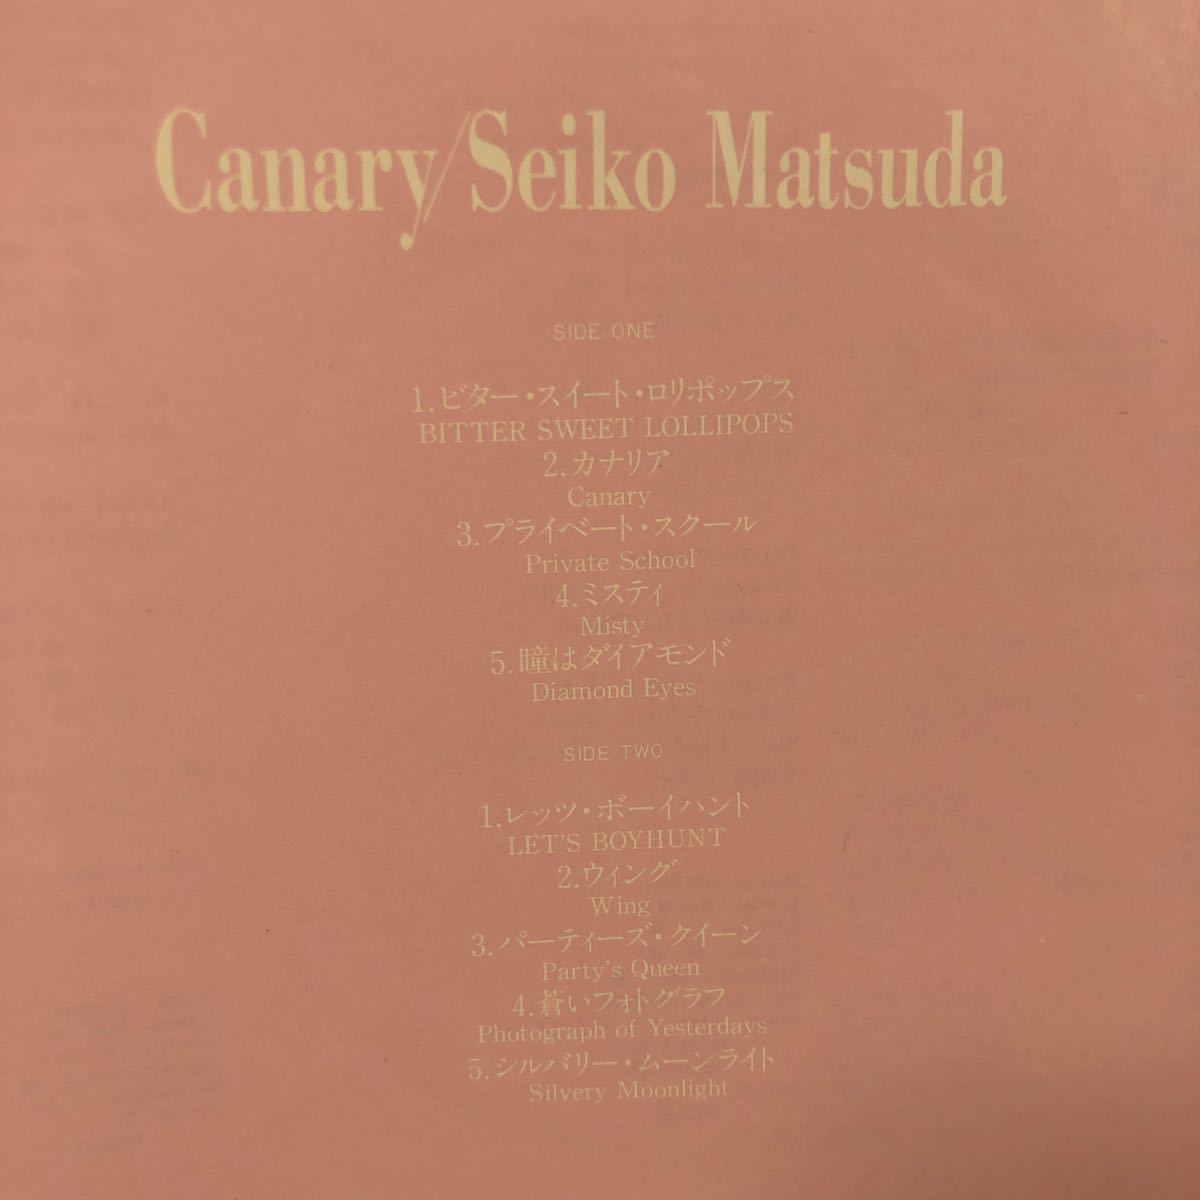 Canary/Seiko Matsuda
SIDE ONE
1.ビター・スイート・ロリポップス
BITTER SWEET LOLLIPOPS
2.カナリア
Canary
3.プライベート・スクール
Private School
4.ミスティ
Misty
5.瞳はダイアモンド
Diamond Eyes
SIDE TWO
1.レッツ・ボーイハント
LET'S BOYHUNT
2.ウィング
Wing
3.パーティーズ・クイーン
Party's Queen
4.蒼いフォトグラフ
Photograph of Yesterdays
5.シルバリー・ムーンライト
Silvery Moonlight